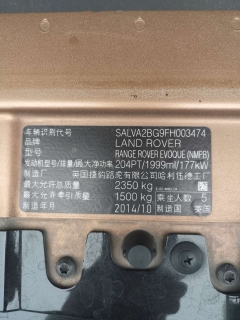 车辆识别代号 SALVA2BG9FH003474
品牌 LAND ROVER
型号 RANGE ROVER EVOQUE (NMPB)
发动机型号/排量/最大净功率 204PT/1999ml/177kW
制造厂 英国捷豹路虎有限公司哈利伍德工厂
最大允许总质量 2350 kg
最大允许牵引质量 1500 kg 乘坐人数 5
制造年月 2014/10 制造国 英国